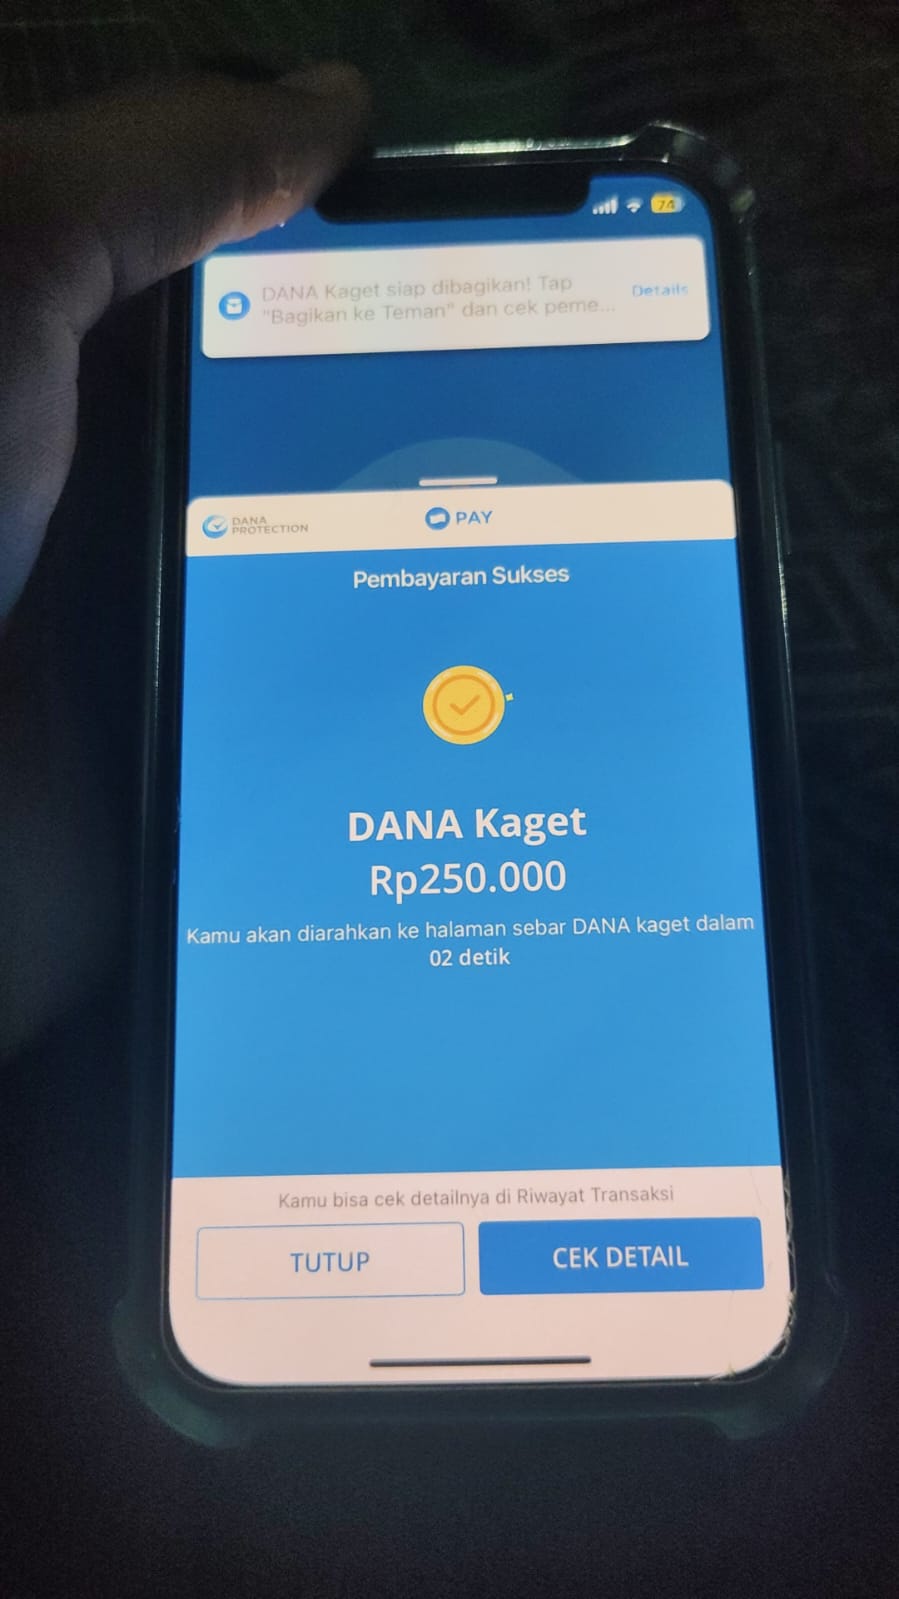 74
DANA Kaget siap dibagikan! Tap
"Bagikan ke Teman" dan cek peme...
Details
DANA
PROTECTION
PAY
Pembayaran Sukses
DANA Kaget
Rp250.000
Kamu akan diarahkan ke halaman sebar DANA kaget dalam
02 detik
Kamu bisa cek detailnya di Riwayat Transaksi
TUTUP
CEK DETAIL